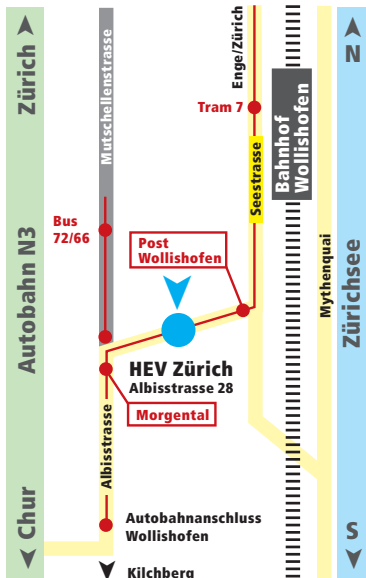 Zürich
Autobahn N3
Chur
Mutschellenstrasse
Enge/Zürich
Tram 7
Seestrasse
Bahnhof
Wollishofen
N
Mythenquai
Zürichsee
S
Bus
72/66
Post
Wollishofen
HEV Zürich
Albisstrasse 28
Morgental
Albisstrasse
Autobahnanschluss
Wollishofen
Kilchberg